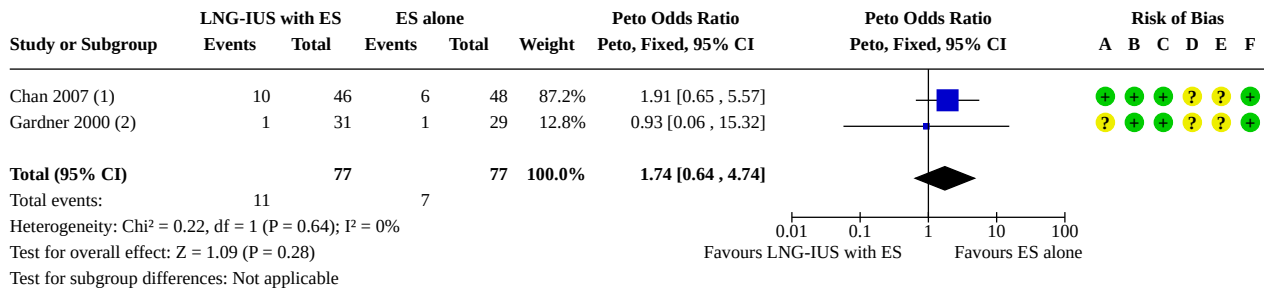 LNG-IUS with ES ES alone Peto Odds Ratio Peto Odds Ratio Risk of Bias
Study or Subgroup Events Total Events Total Weight Peto, Fixed, 95% CI Peto, Fixed, 95% CI A B C D E F
Chan 2007 (1) 10 46 6 48 87.2% 1.91 [0.65 , 5.57] + + + ? ? +
Gardner 2000 (2) 1 31 1 29 12.8% 0.93 [0.06 , 15.32] ? + + ? ? +
Total (95% CI) 77 77 100.0% 1.74 [0.64 , 4.74]
Total events: 11 7
Heterogeneity: Chi² = 0.22, df = 1 (P = 0.64); I² = 0%
0.01 0.1 1 10 100
Test for overall effect: Z = 1.09 (P = 0.28) Favours LNG-IUS with ES Favours ES alone
Test for subgroup differences: Not applicable